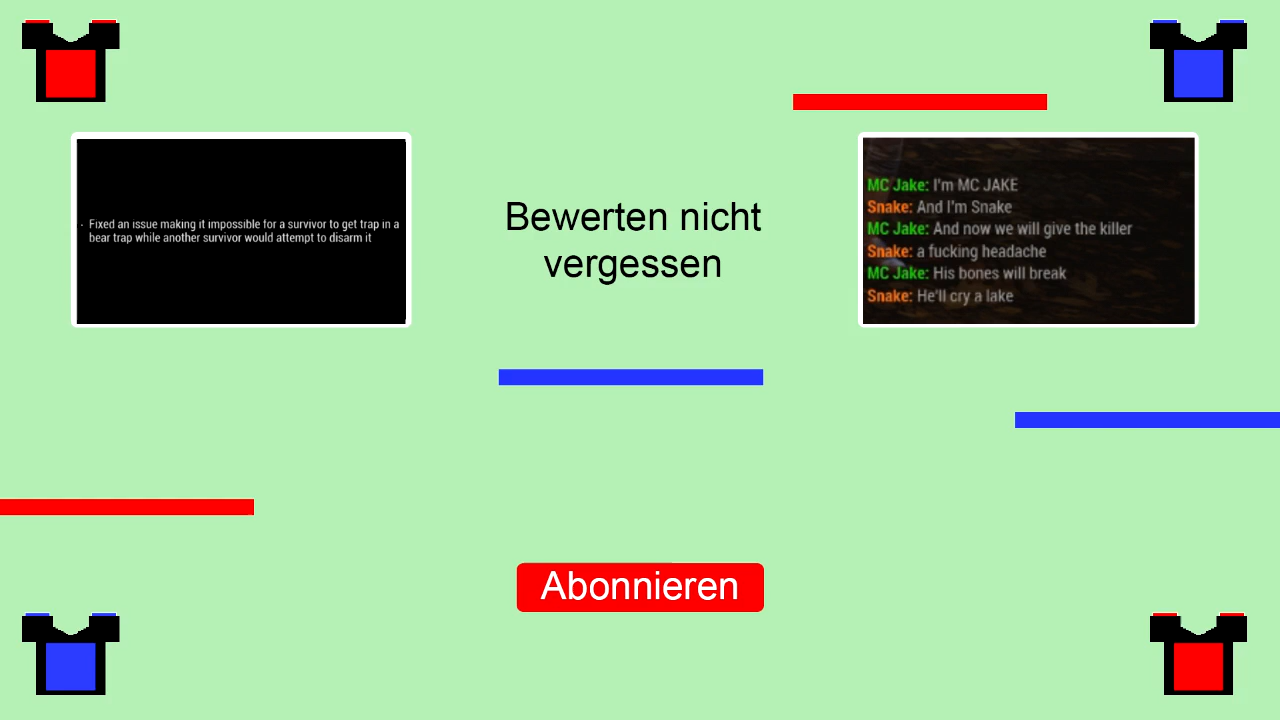 · Fixed an issue making it impossible for a survivor to get trap in a
bear trap while another survivor would attempt to disarm it
Bewerten nicht
vergessen
MC Jake: I'm MC JAKE
Snake: And I'm Snake
MC Jake: And now we will give the killer
Snake: a fucking headache
MC Jake: His bones will break
Snake: He'll cry a lake
Abonnieren